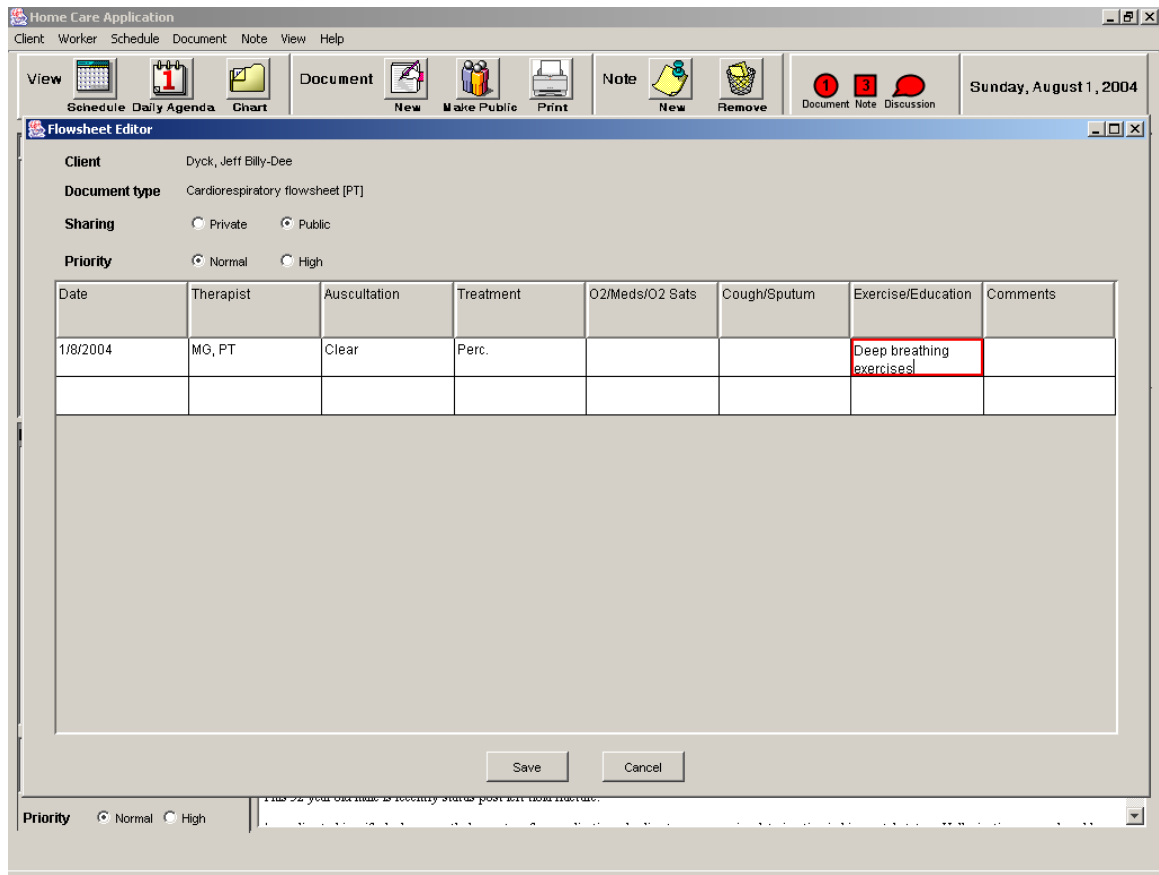 Home Care Application
Client Worker Schedule Document Note View Help
View Schedule Daily Agenda Chart Document New Make Public Print Note New Remove 1 3 Document Note Discussion Sunday, August 1, 2004
Flowsheet Editor
Client Dyck, Jeff Billy-Dee
Document type Cardiorespiratory flowsheet [PT]
Sharing Private Public
Priority Normal High
Date Therapist Auscultation Treatment O2/Meds/O2 Sats Cough/Sputum Exercise/Education Comments
1/8/2004 MG, PT Clear Perc. Deep breathing
exercises
Save Cancel
Priority Normal High